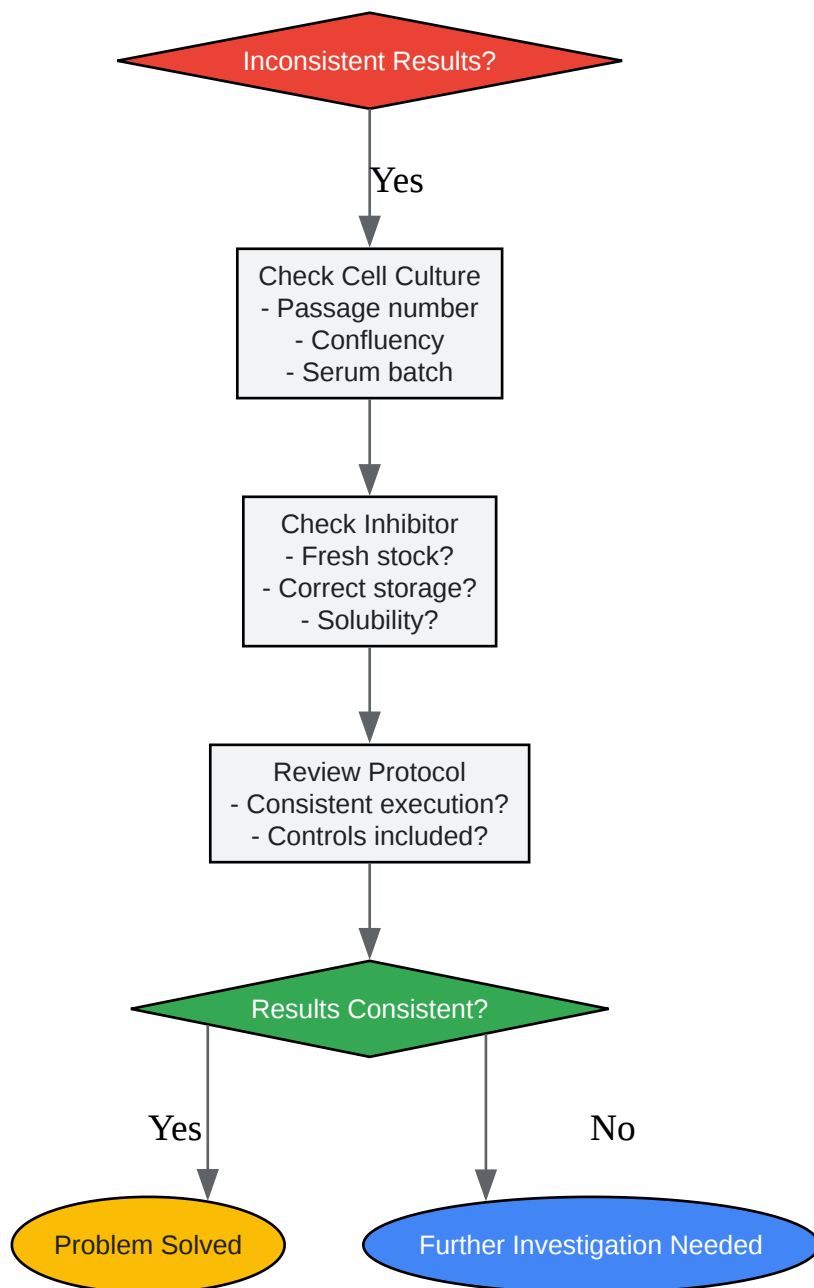 Inconsistent Results?
Yes
Check Cell Culture
- Passage number
- Confluency
- Serum batch
Check Inhibitor
- Fresh stock?
- Correct storage?
- Solubility?
Review Protocol
- Consistent execution?
- Controls included?
Results Consistent?
Yes
No
Problem Solved
Further Investigation Needed